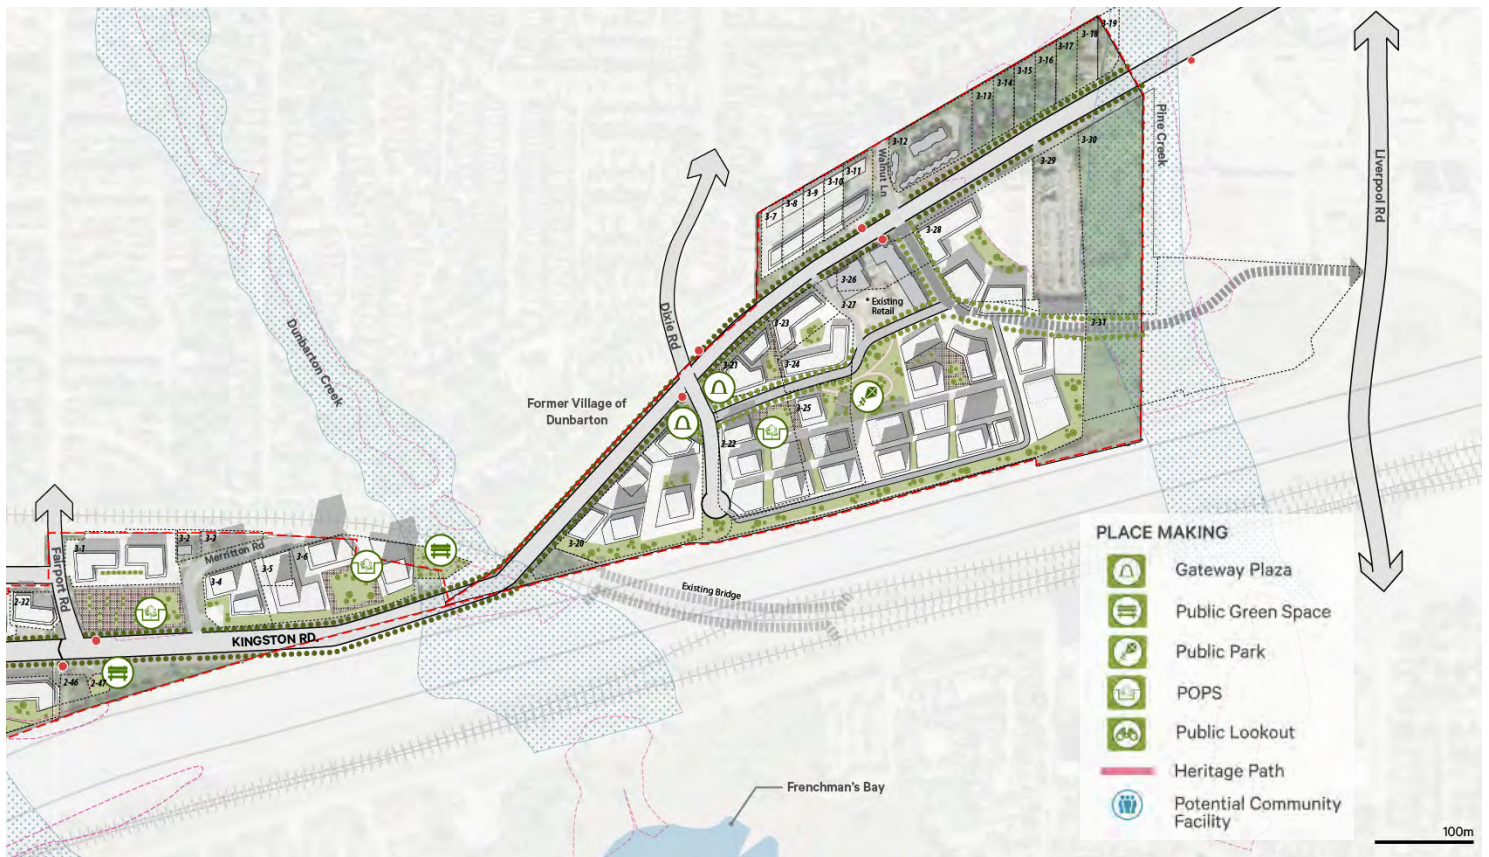 3-19
3-18
3-17
3-16
3-15
3-14
3-13
3-12
3-11
3-10
3-9
3-8
3-7
Walnut Ln
Pine Creek
3-30
3-29
Liverpool Rd
3-28
3-26
3-27
* Existing
Retail
3-31
3-23
3-24
3-21
3-25
3-22
3-20
Dixie Rd
Dunbarton Creek
Former Village of
Dunbarton
Fairport Rd
3-1
3-2
3-3
Merritton Rd
3-4
3-5
3-6
2-32
KINGSTON RD.
2-46
2-47
Existing Bridge
Frenchman's Bay
PLACE MAKING
Gateway Plaza
Public Green Space
Public Park
POPS
Public Lookout
Heritage Path
Potential Community
Facility
100m